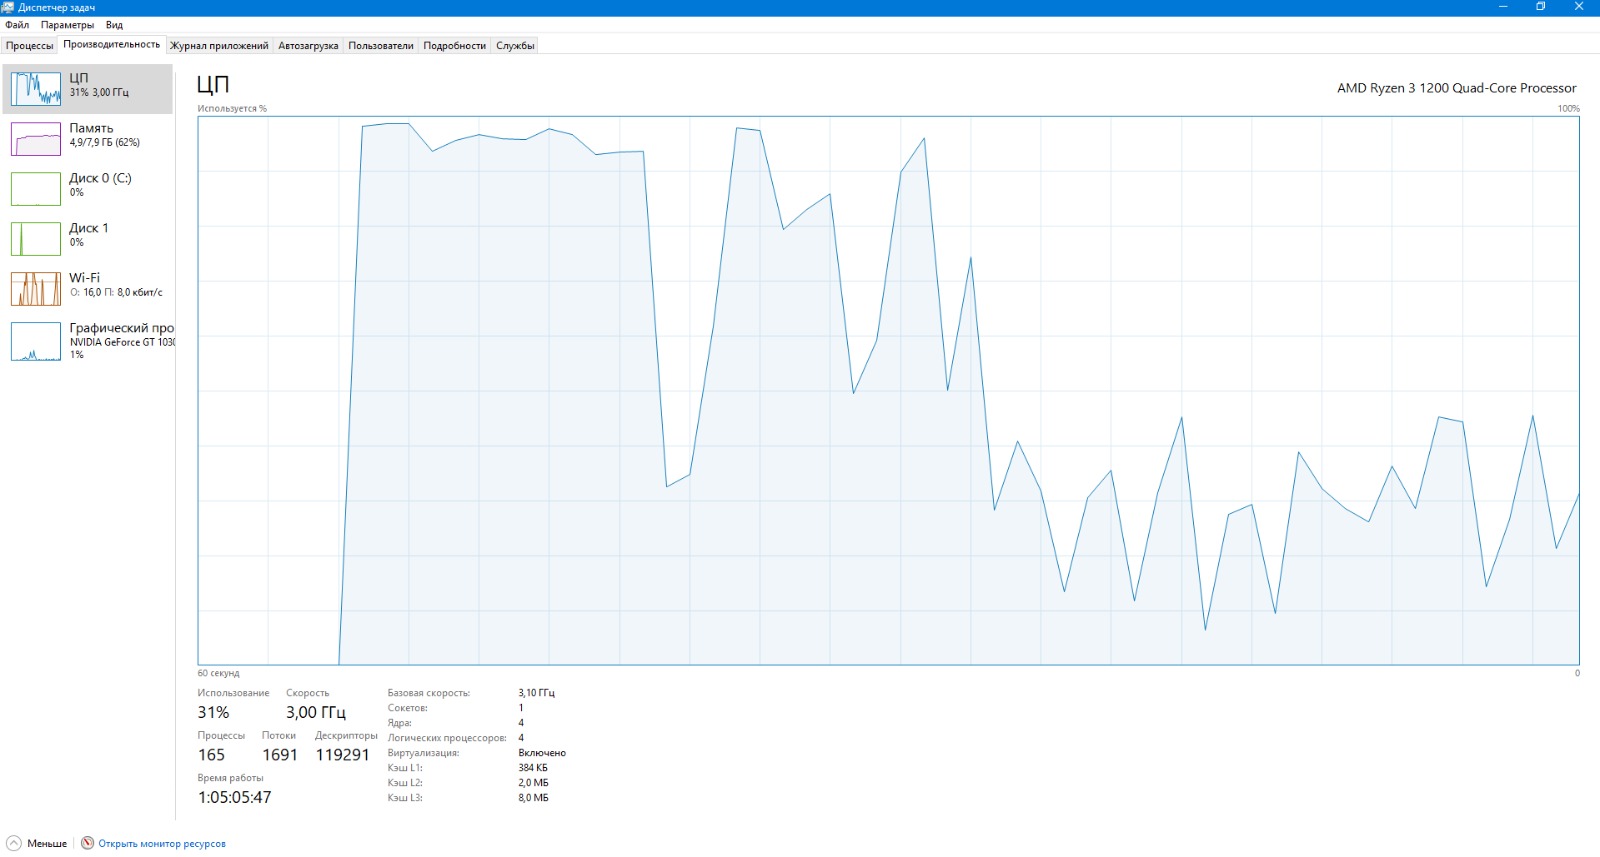 Диспетчер задач
Файл Параметры Вид
Процессы Производительность Журнал приложений Автозагрузка Пользователи Подробности Службы
ЦП
31% 3,00 ГГц
Память
4,9/7,9 ГБ (62%)
Диск 0 (C:)
0%
Диск 1
0%
Wi-Fi
О: 16,0 П: 8,0 кбит/с
Графический про
NVIDIA GeForce GT 1030
1%
ЦП
AMD Ryzen 3 1200 Quad-Core Processor
Используется %
100%
60 секунд
0
Использование Скорость
31% 3,00 ГГц
Процессы Потоки Дескрипторы
165 1691 119291
Время работы
1:05:05:47
Базовая скорость: 3,10 ГГц
Сокетов: 1
Ядра: 4
Логических процессоров: 4
Виртуализация: Включено
Кэш L1: 384 КБ
Кэш L2: 2,0 МБ
Кэш L3: 8,0 МБ
Меньше
Открыть монитор ресурсов